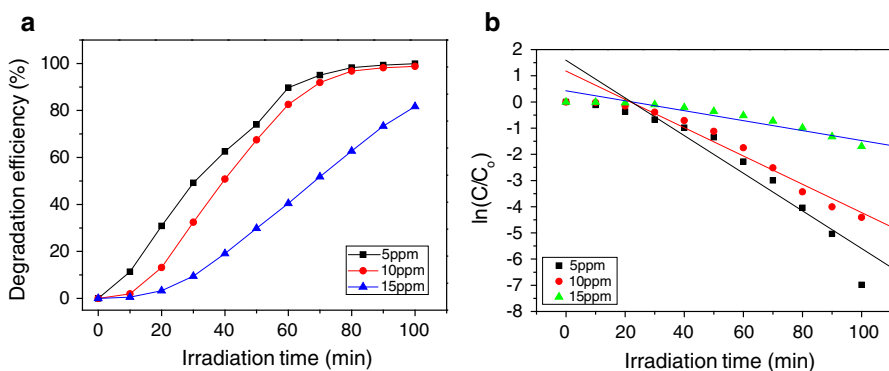 a
Degradation efficiency (%)
100
80
60
40
20
0
0 20 40 60 80 100
Irradiation time (min)
5ppm
10ppm
15ppm
b
ln(C/C₀)
2
1
0
-1
-2
-3
-4
-5
-6
-7
-8
0 20 40 60 80 100
Irradiation time (min)
5ppm
10ppm
15ppm